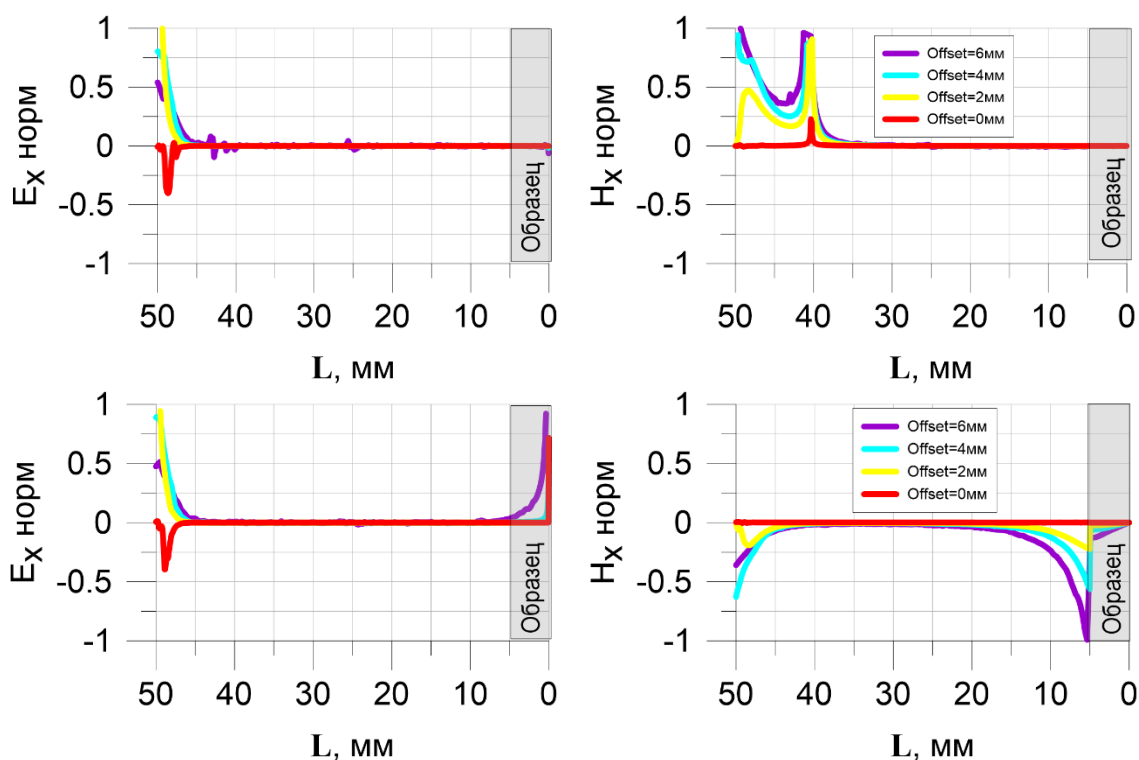 1
0.5
0
-0.5
-1
Eₓ норм
Образец
50 40 30 20 10 0
L, мм
1
0.5
0
-0.5
-1
Hₓ норм
Offset=6мм
Offset=4мм
Offset=2мм
Offset=0мм
Образец
50 40 30 20 10 0
L, мм
1
0.5
0
-0.5
-1
Eₓ норм
Образец
50 40 30 20 10 0
L, мм
1
0.5
0
-0.5
-1
Hₓ норм
Offset=6мм
Offset=4мм
Offset=2мм
Offset=0мм
Образец
50 40 30 20 10 0
L, мм